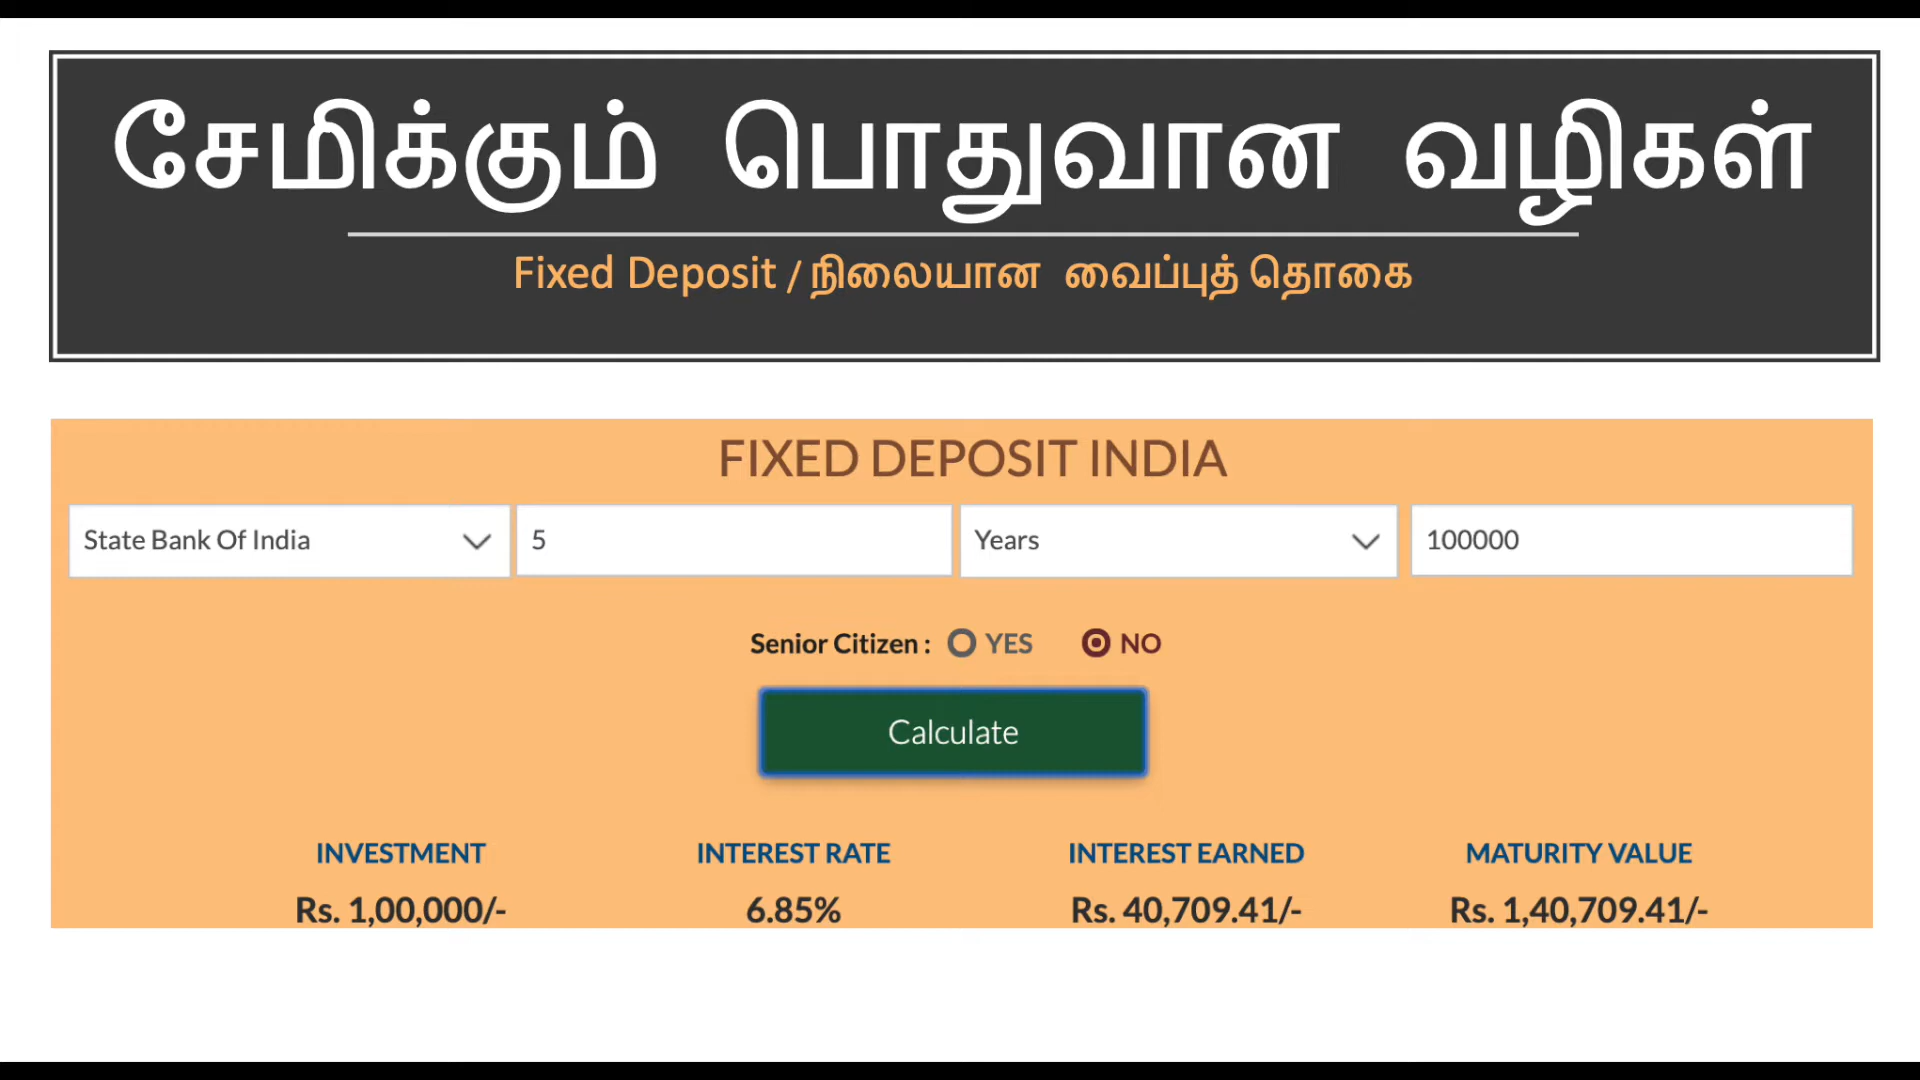 சேமிக்கும் பொதுவான வழிகள்
Fixed Deposit / நிலையான வைப்புத் தொகை
FIXED DEPOSIT INDIA
State Bank Of India 5 Years 100000
Senior Citizen : YES NO
Calculate
INVESTMENT INTEREST RATE INTEREST EARNED MATURITY VALUE
Rs. 1,00,000/- 6.85% Rs. 40,709.41/- Rs. 1,40,709.41/-